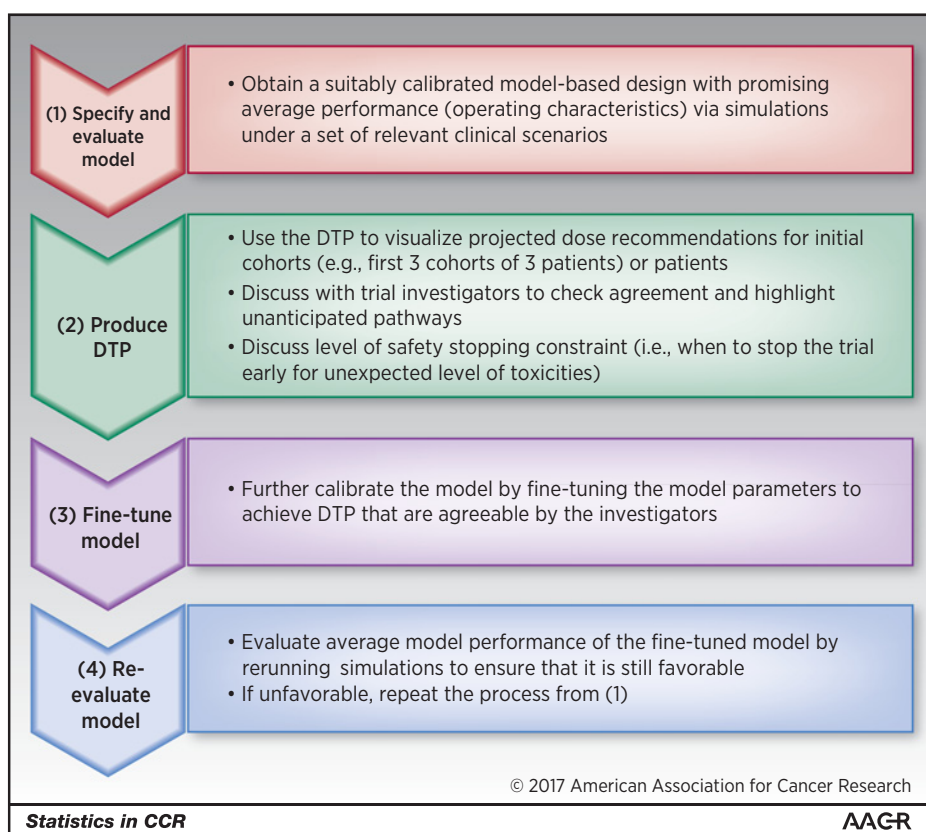 (1) Specify and
evaluate
model
• Obtain a suitably calibrated model-based design with promising
average performance (operating characteristics) via simulations
under a set of relevant clinical scenarios
(2) Produce
DTP
• Use the DTP to visualize projected dose recommendations for initial
cohorts (e.g., first 3 cohorts of 3 patients) or patients
• Discuss with trial investigators to check agreement and highlight
unanticipated pathways
• Discuss level of safety stopping constraint (i.e., when to stop the trial
early for unexpected level of toxicities)
(3) Fine-tune
model
• Further calibrate the model by fine-tuning the model parameters to
achieve DTP that are agreeable by the investigators
(4) Re-
evaluate
model
• Evaluate average model performance of the fine-tuned model by
rerunning simulations to ensure that it is still favorable
• If unfavorable, repeat the process from (1)
© 2017 American Association for Cancer Research
Statistics in CCR
AACR